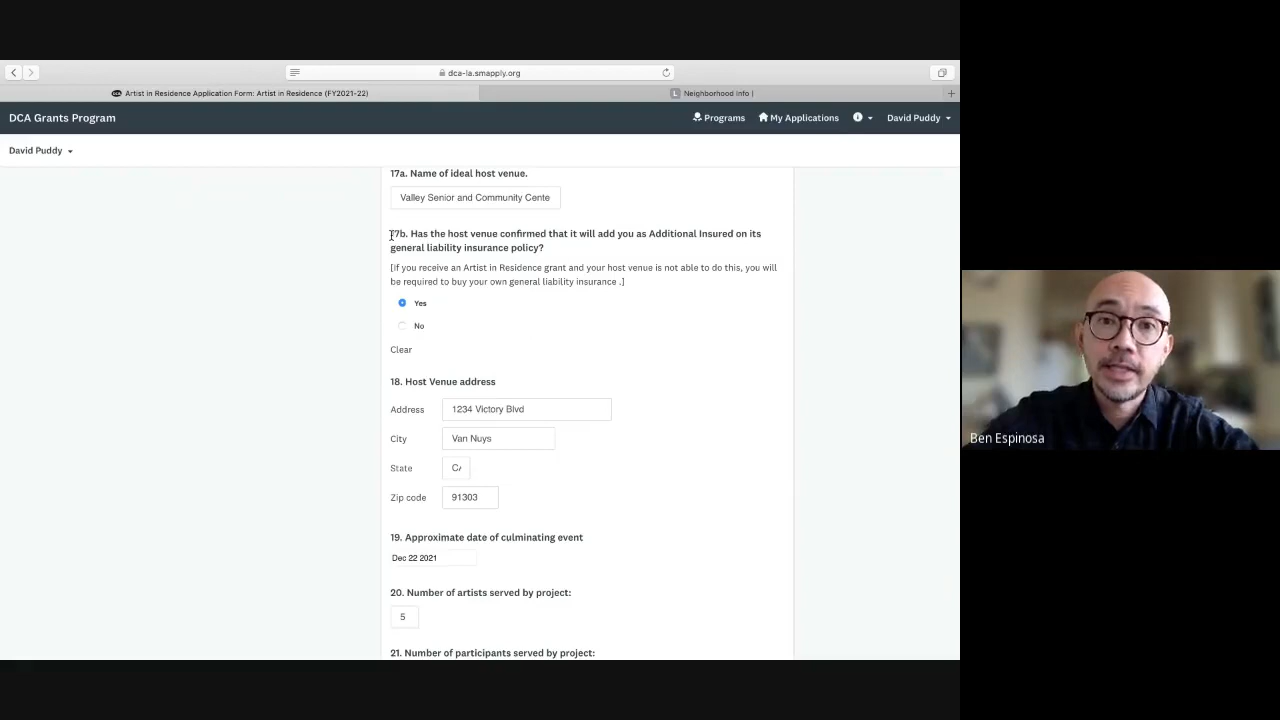 dca-la.smapply.org
Artist in Residence Application Form: Artist in Residence (FY2021-22)
Neighborhood Info |
DCA Grants Program
Programs
My Applications
David Puddy
David Puddy
17a. Name of ideal host venue.
Valley Senior and Community Cente
17b. Has the host venue confirmed that it will add you as Additional Insured on its
general liability insurance policy?
[If you receive an Artist in Residence grant and your host venue is not able to do this, you will
be required to buy your own general liability insurance .]
Yes
No
Clear
18. Host Venue address
Address
1234 Victory Blvd
City
Van Nuys
State
CA
Zip code
91303
19. Approximate date of culminating event
Dec 22 2021
20. Number of artists served by project:
5
21. Number of participants served by project:
Ben Espinosa